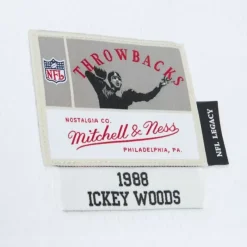 THROWBACKS
NFL
NOSTALGIA CO.
Mitchell & Ness
PHILADELPHIA, PA.
NFL LEGACY
1988
ICKEY WOODS